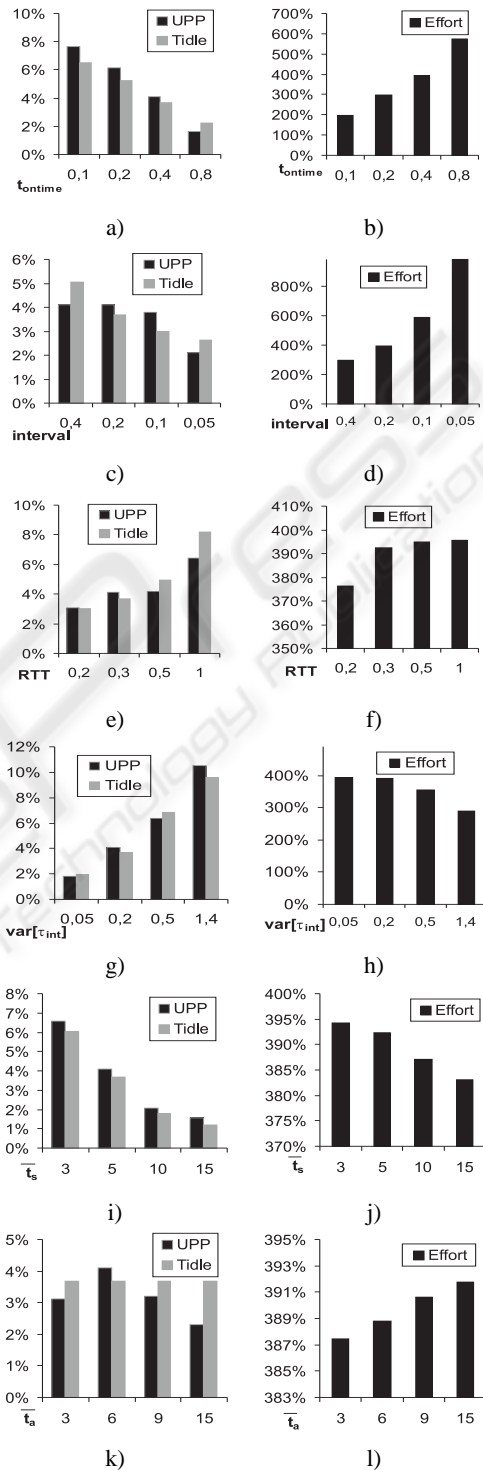 10%
8%
6%
4%
2%
0%
UPP
Tidle
0,1 0,2 0,4 0,8
tontime
a)
700%
600%
500%
400%
300%
200%
100%
0%
Effort
0,1 0,2 0,4 0,8
tontime
b)
6%
5%
4%
3%
2%
1%
0%
UPP
Tidle
0,4 0,2 0,1 0,05
interval
c)
800%
600%
400%
200%
0%
Effort
0,4 0,2 0,1 0,05
interval
d)
10%
8%
6%
4%
2%
0%
UPP
Tidle
RTT 0,2 0,3 0,5 1
e)
410%
400%
390%
380%
370%
360%
350%
Effort
RTT 0,2 0,3 0,5 1
f)
12%
10%
8%
6%
4%
2%
0%
UPP
Tidle
0,05 0,2 0,5 1,4
var[τint]
g)
400%
300%
200%
100%
0%
Effort
var[τint] 0,05 0,2 0,5 1,4
h)
8%
7%
6%
5%
4%
3%
2%
1%
0%
UPP
Tidle
ts 3 5 10 15
i)
400%
395%
390%
385%
380%
375%
370%
Effort
ts 3 5 10 15
j)
5%
4%
3%
2%
1%
0%
UPP
Tidle
ta 3 6 9 15
k)
395%
393%
391%
389%
387%
385%
383%
Effort
ta 3 6 9 15
l)